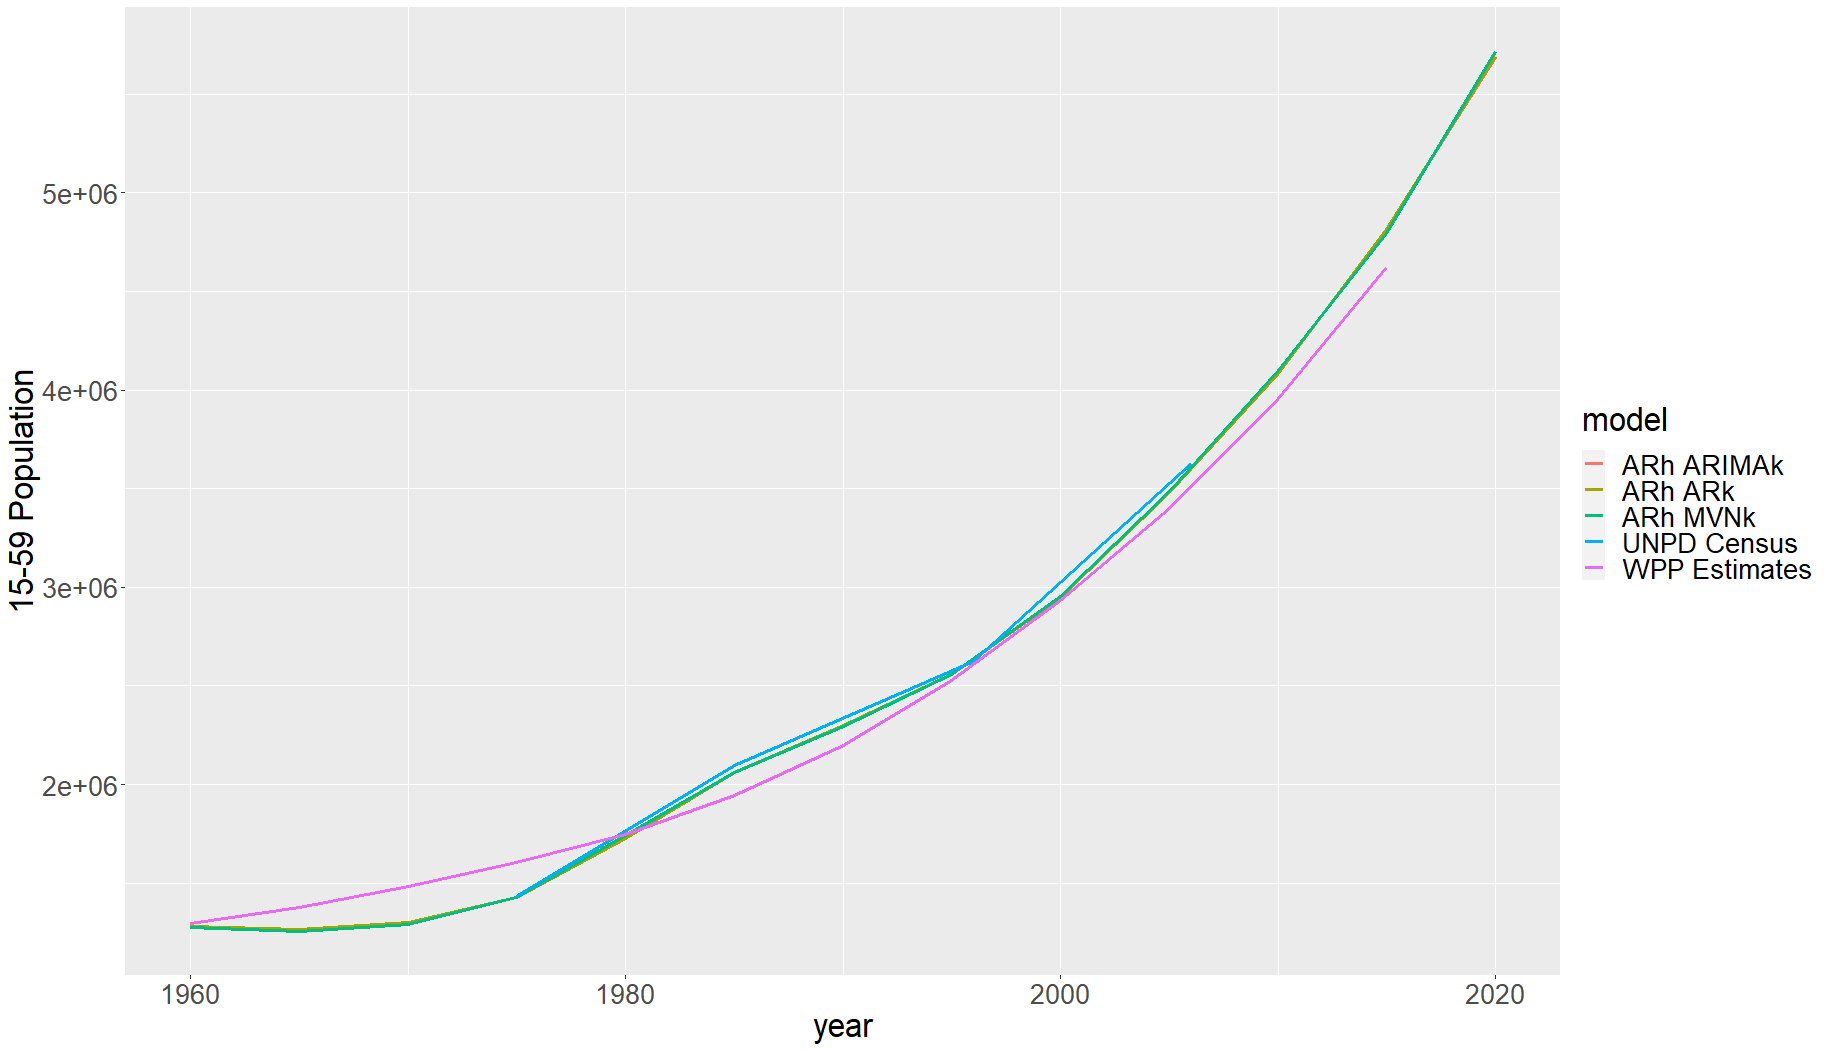 15-59 Population
5e+06
4e+06
3e+06
2e+06
1960
1980
2000
2020
year
model
ARh ARIMAk
ARh ARk
ARh MVNk
UNPD Census
WPP Estimates